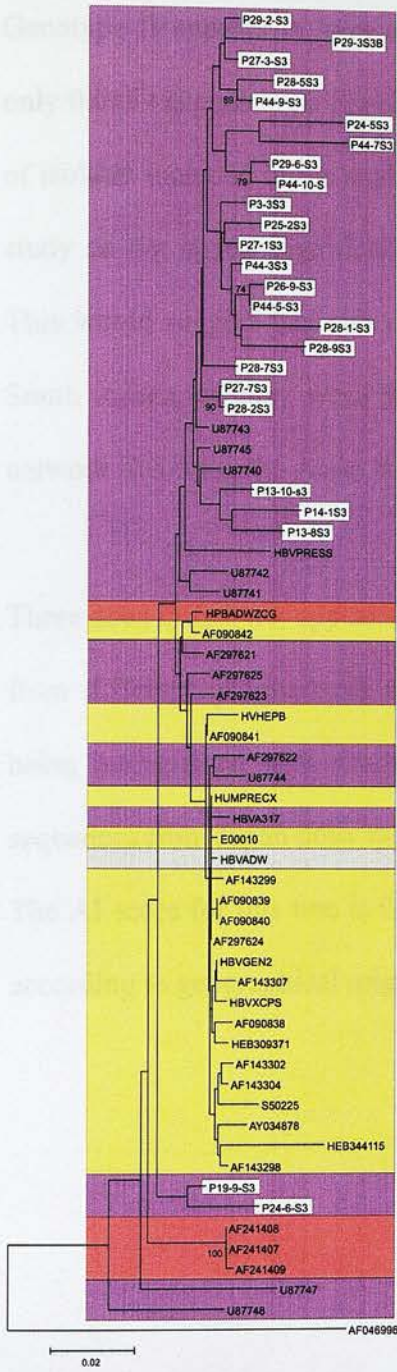 P29-2-S3
P29-3S3B
P27-3-S3
P28-5S3
89
P44-9-S3
P24-5S3
P44-7S3
P29-6-S3
79
P44-10-S
P3-3S3
P25-2S3
P27-1S3
P44-3S3
P26-9-S3
74
P44-5-S3
P28-1-S3
P28-9S3
P28-7S3
P27-7S3
90
P28-2S3
U87743
U87745
U87740
P13-10-s3
P14-1S3
P13-8S3
HBVPRESS
U87742
U87741
HPBADWZCG
AF090842
AF297621
AF297625
AF297623
HVHEPB
AF090841
AF297622
U87744
HUMPRECX
HBVA317
E00010
HBVADW
AF143299
AF090839
AF090840
AF297624
HBVGEN2
AF143307
HBVXCPS
AF090838
HEB309371
AF143302
AF143304
S50225
AY034878
HEB344115
AF143298
P19-9-S3
P24-6-S3
AF241408
AF241407
100
AF241409
U87747
U87748
AF046996
0.02